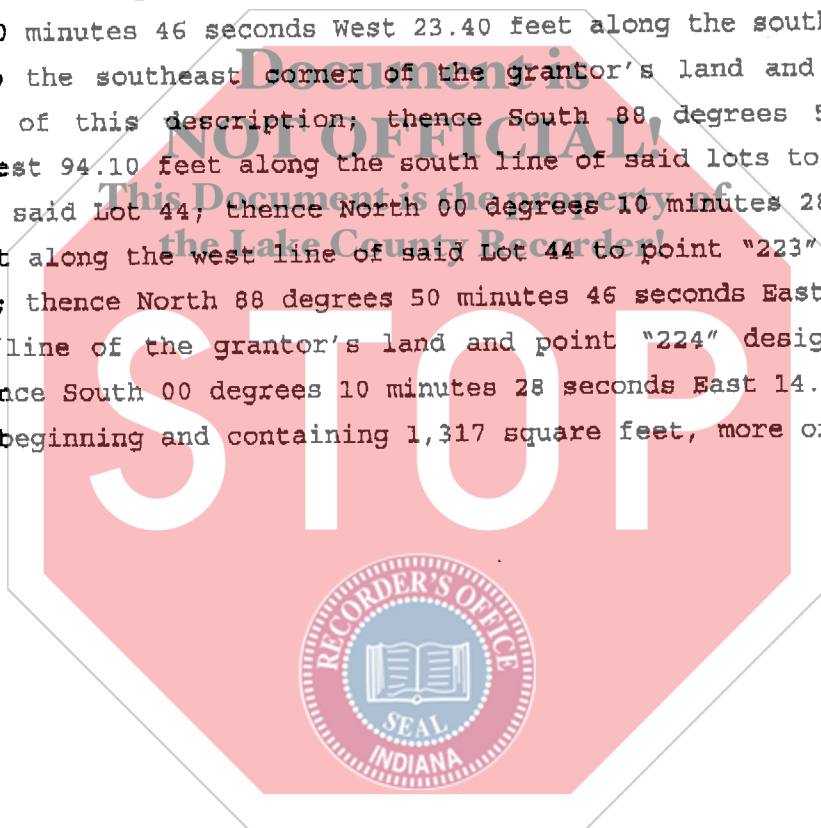 0 minutes 46 seconds West 23.40 feet along the south
the southeast corner of the grantor's land and
of this description; thence South 88 degrees 5
est 94.10 feet along the south line of said lots to
said Lot 44; thence North 00 degrees 10 minutes 28
t along the west line of said Lot 44 to point "223"
; thence North 88 degrees 50 minutes 46 seconds East
line of the grantor's land and point "224" desig
nce South 00 degrees 10 minutes 28 seconds East 14.
beginning and containing 1,317 square feet, more o
Document is
NOT OFFICIAL!
This Document is the property of
the Lake County Recorder!
STOP
RECORDER'S OFFICE
SEAL
INDIANA